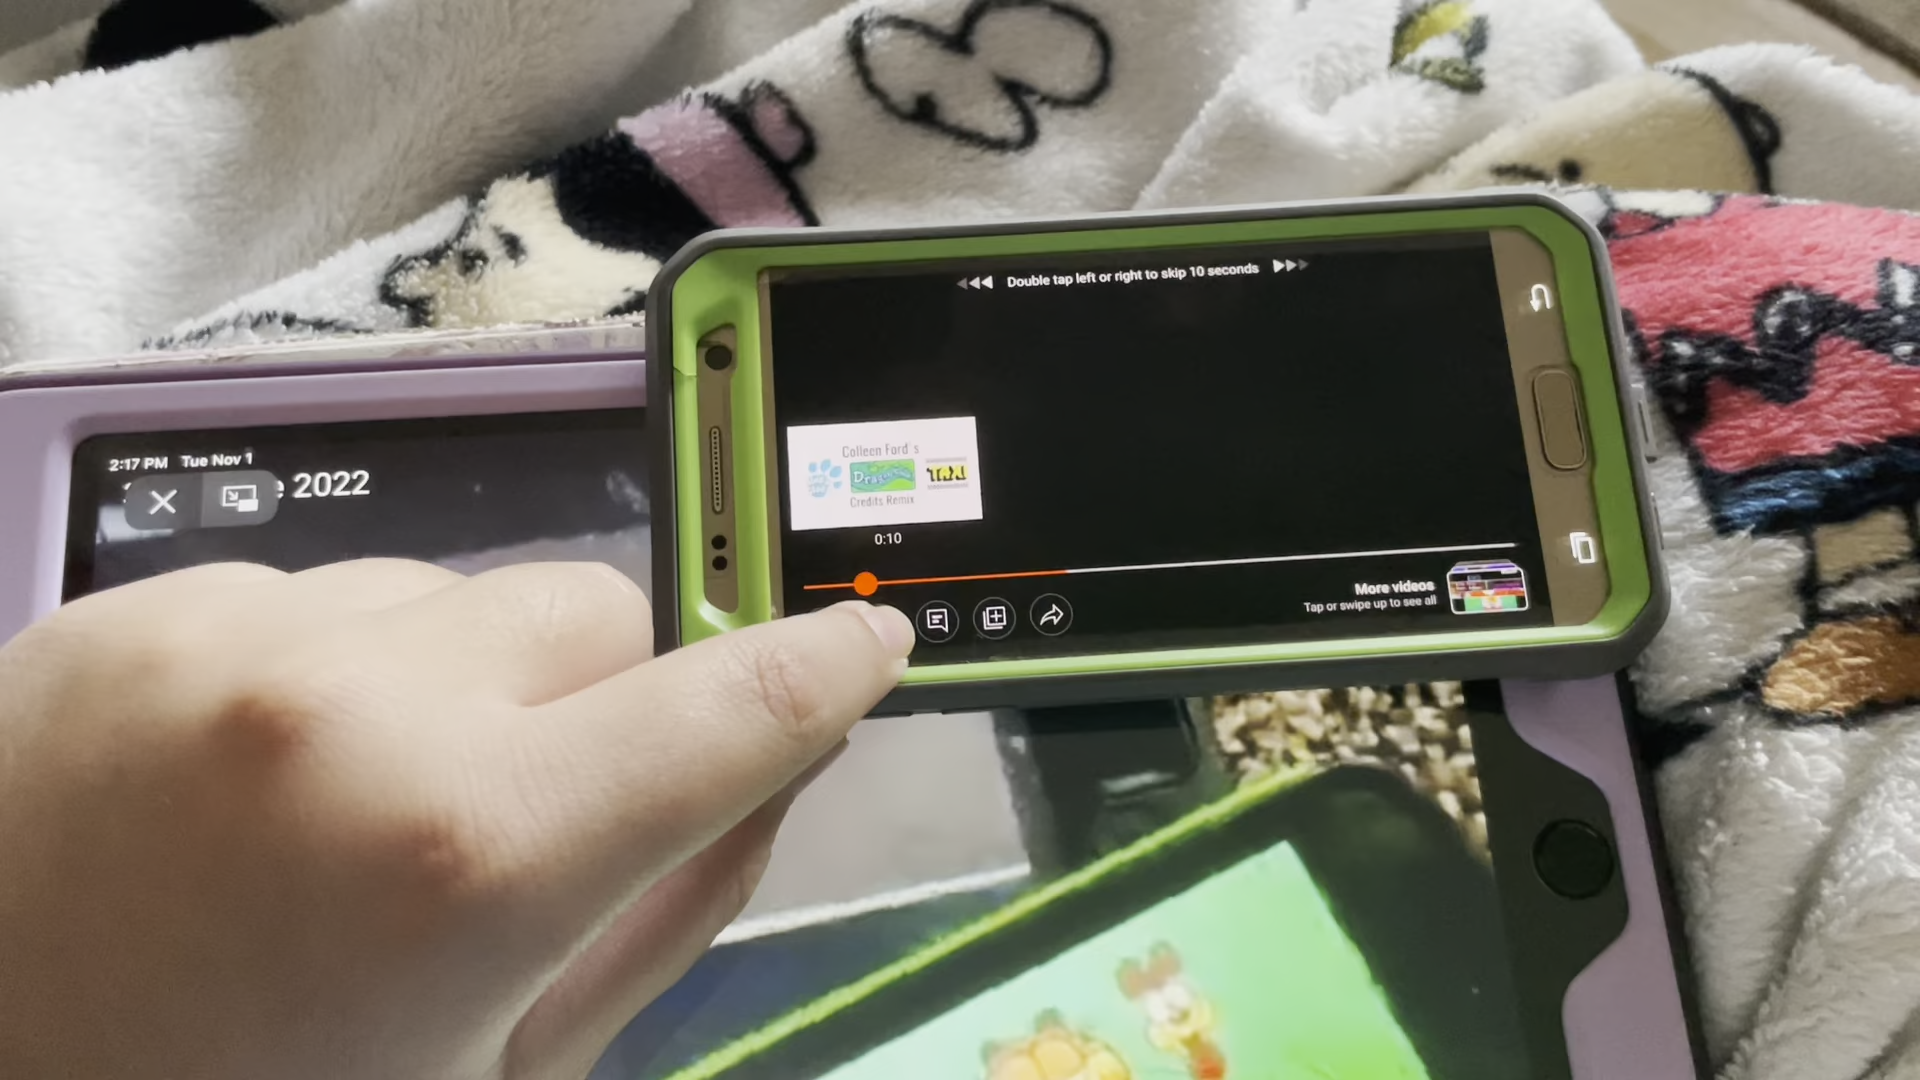 Double tap left or right to skip 10 seconds
Colleen Ford's
Credits Remix
0:10
More videos
Tap or swipe up to see all
2:17 PM Tue Nov 1
2022